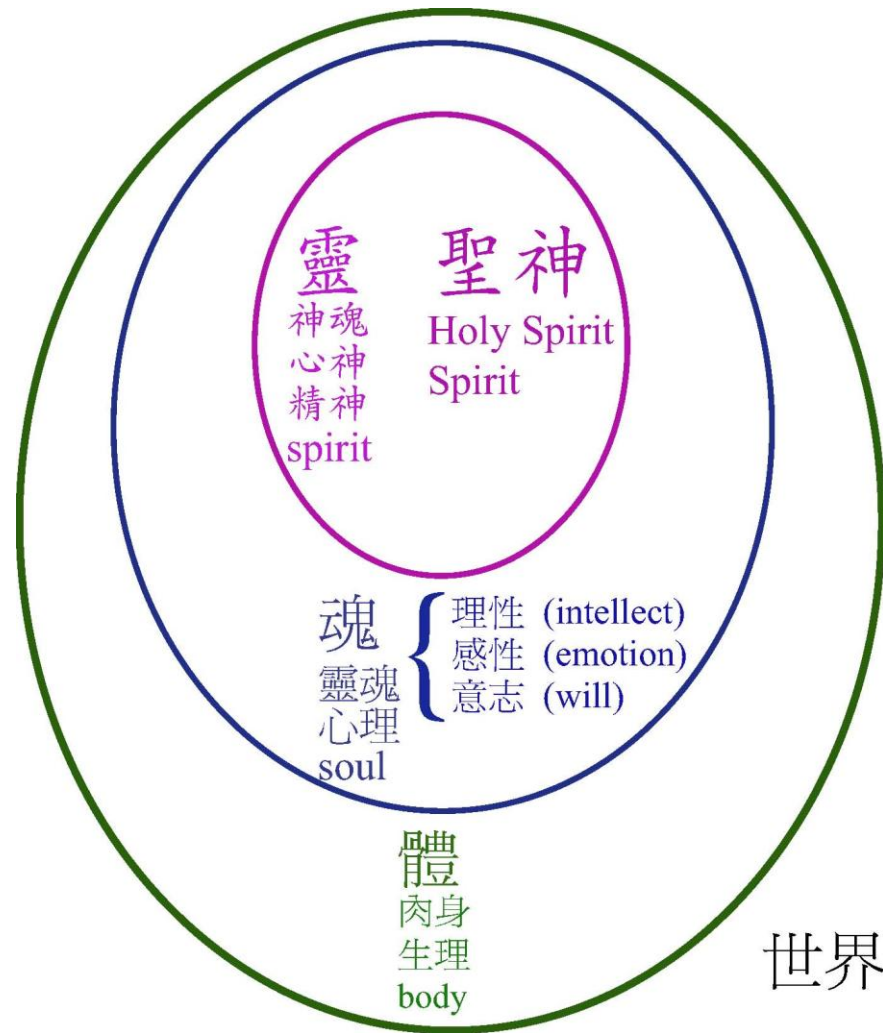 靈
神魂
心神
精神
spirit
聖神
Holy Spirit
Spirit
魂
靈魂
心理
soul
{
理性 (intellect)
感性 (emotion)
意志 (will)
體
肉身
生理
body
世界